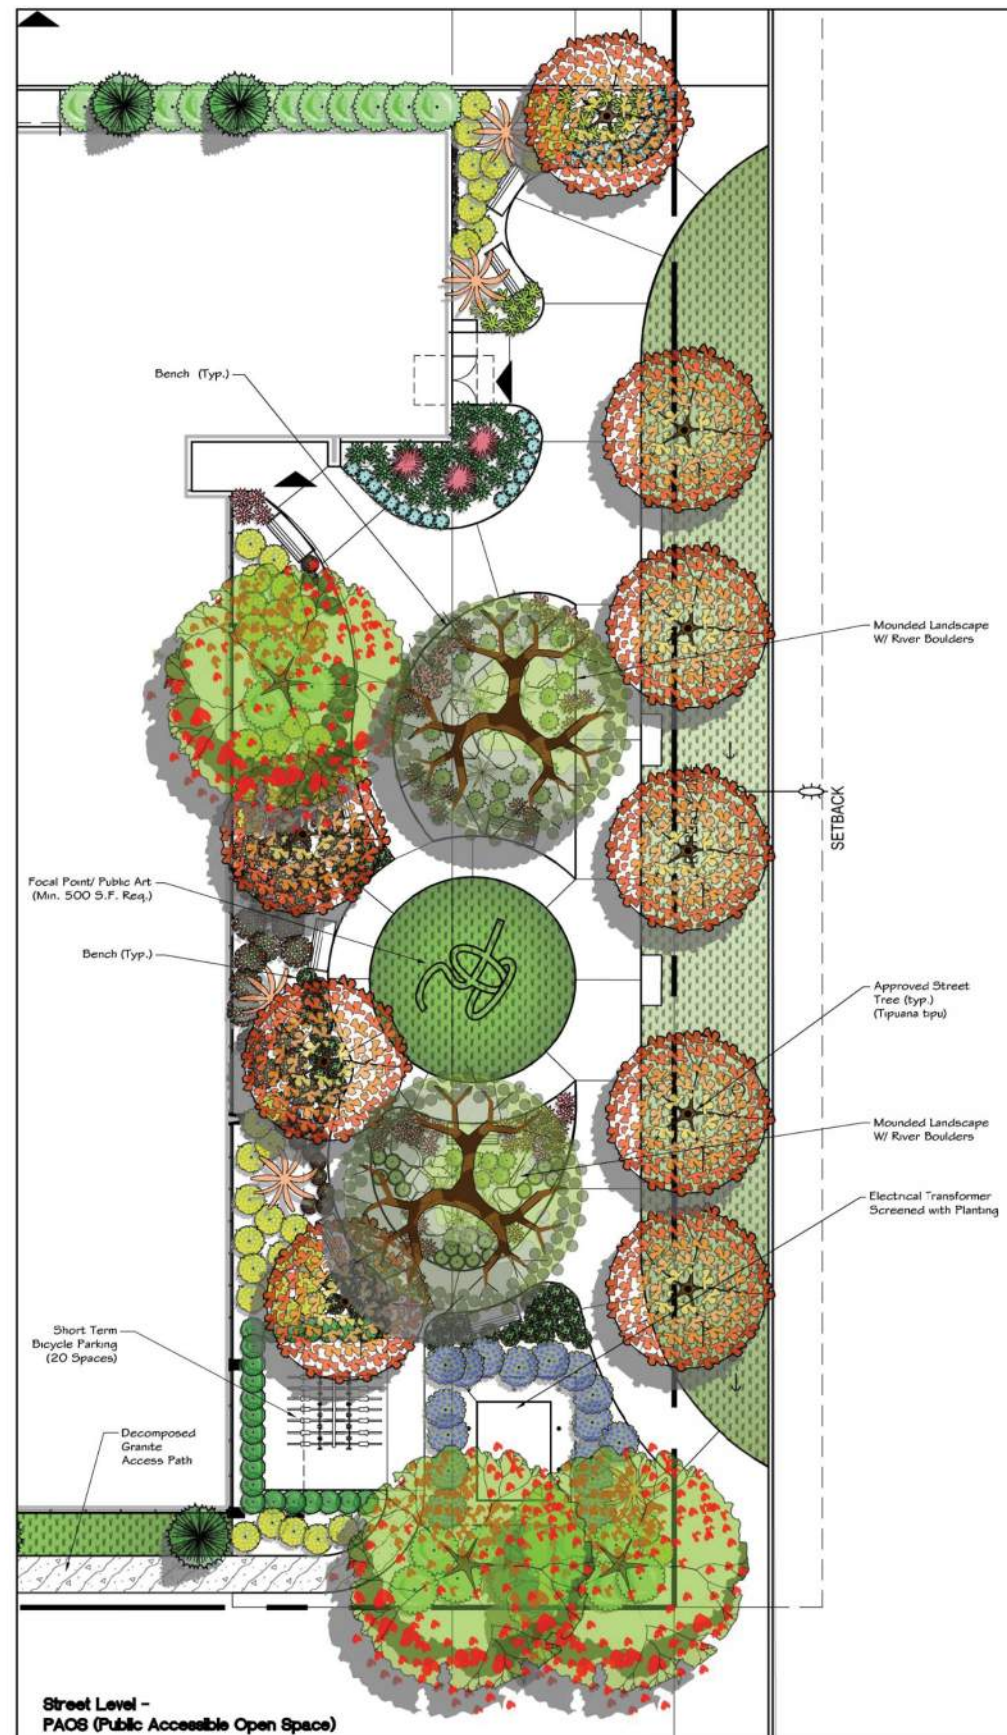 Bench (Typ.)
Mounded Landscape
W/ River Boulders
SETBACK
Focal Point/ Public Art
(Min. 500 S.F. Req.)
Bench (Typ.)
Approved Street
Tree (typ.)
(Tipuana tipu)
Mounded Landscape
W/ River Boulders
Electrical Transformer
Screened with Planting
Short Term
Bicycle Parking
(20 Spaces)
Decomposed
Granite
Access Path
Street Level -
PAOS (Public Accessible Open Space)